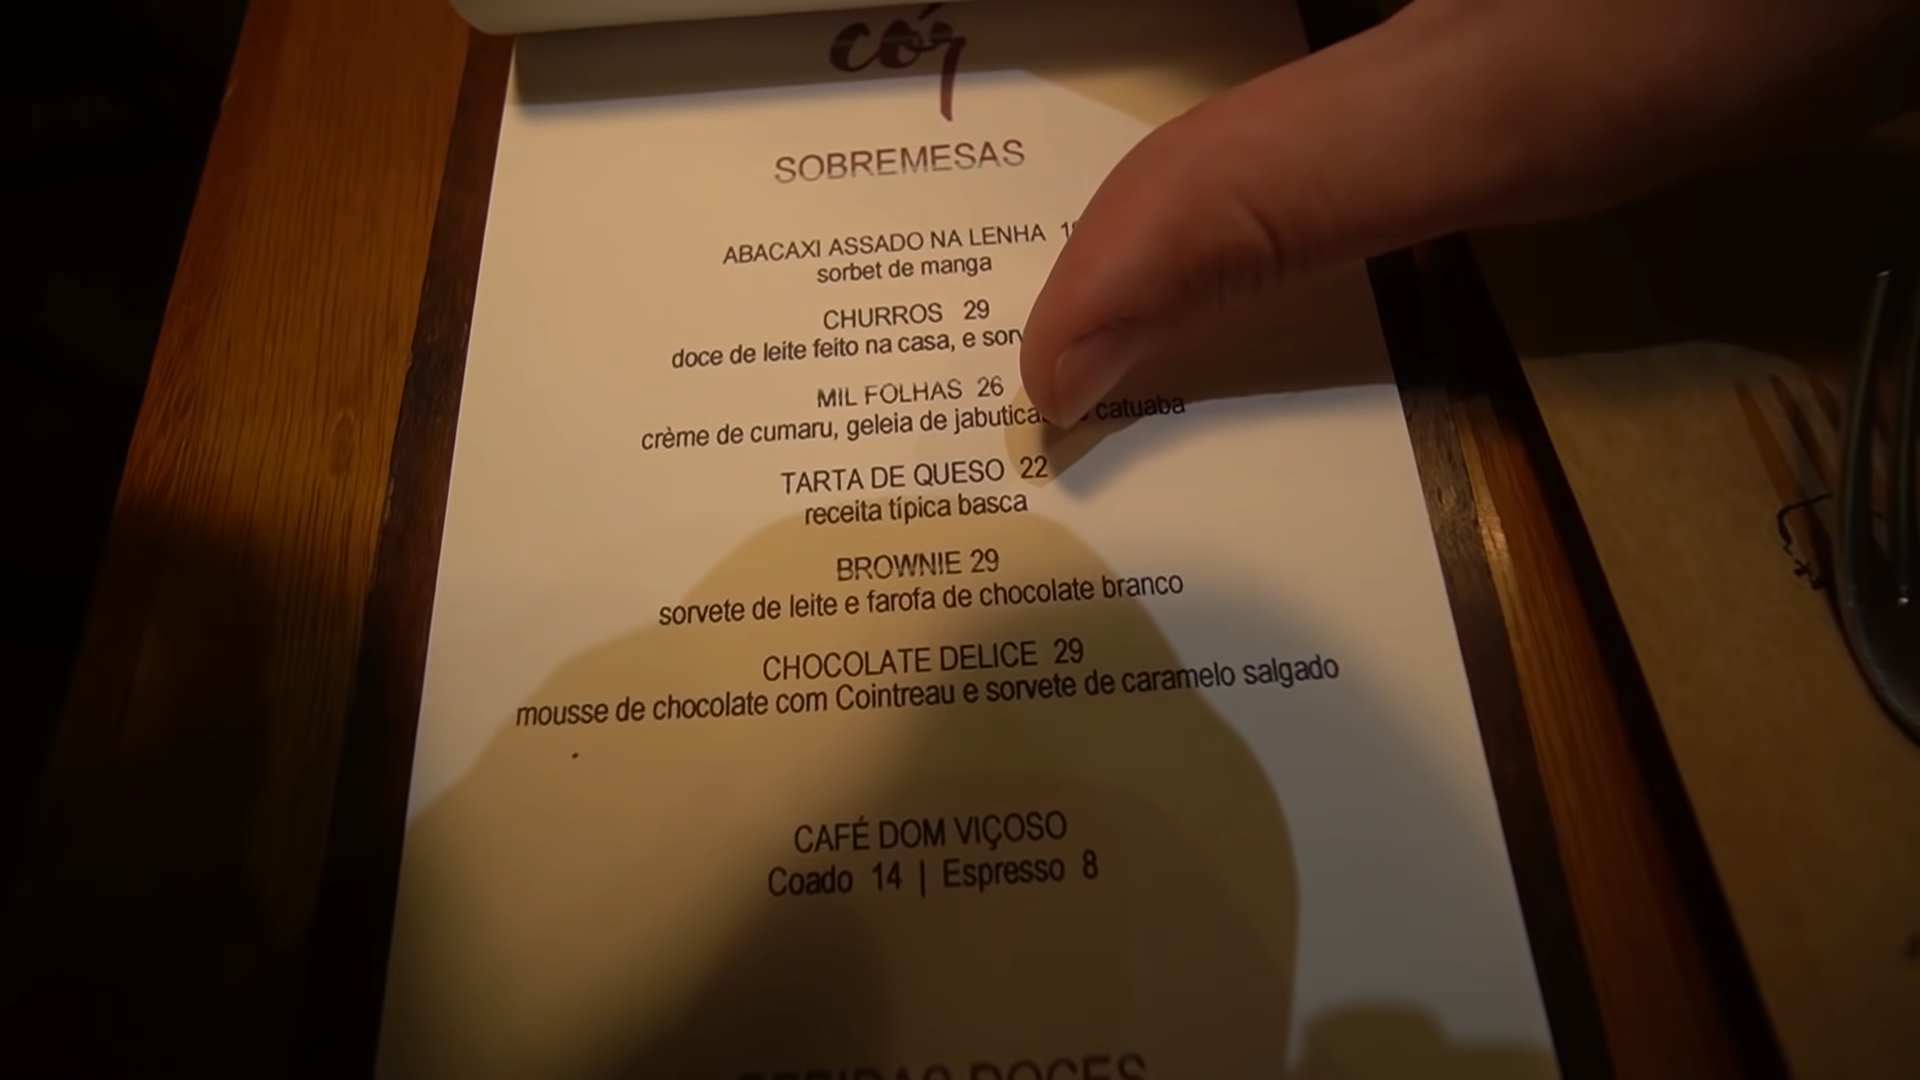 cór
SOBREMESAS
ABACAXI ASSADO NA LENHA
sorbet de manga
CHURROS 29
doce de leite feito na casa, e
MIL FOLHAS 26
crème de cumaru, geleia de catuaba
TARTA DE QUESO 22
receita típica basca
BROWNIE 29
sorvete de leite e farofa de chocolate branco
CHOCOLATE DELICE 29
mousse de chocolate com Cointreau e sorvete de caramelo salgado
CAFÉ DOM VIÇOSO
Coado 14 | Espresso 8
BEBIDAS DOCES